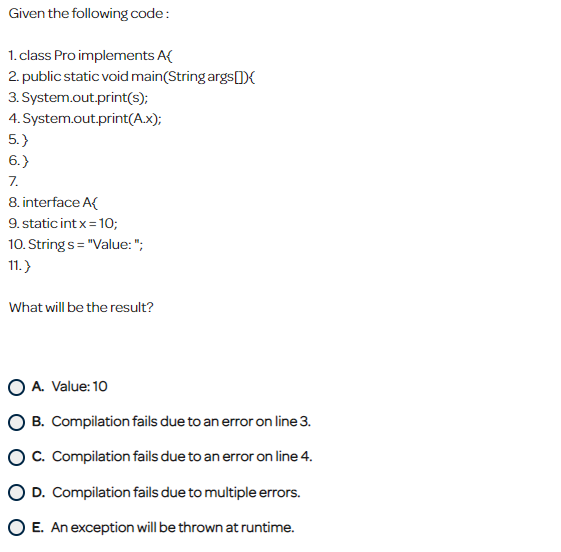 Given the following code :
1. class Pro implements A{
2. public static void main(String args[]){
3. System.out.print(s);
4. System.out.print(A.x);
5. }
6. }
7.
8. interface A{
9. static int x = 10;
10. String s = "Value: ";
11. }
What will be the result?
A. Value: 10
B. Compilation fails due to an error on line 3.
C. Compilation fails due to an error on line 4.
D. Compilation fails due to multiple errors.
E. An exception will be thrown at runtime.